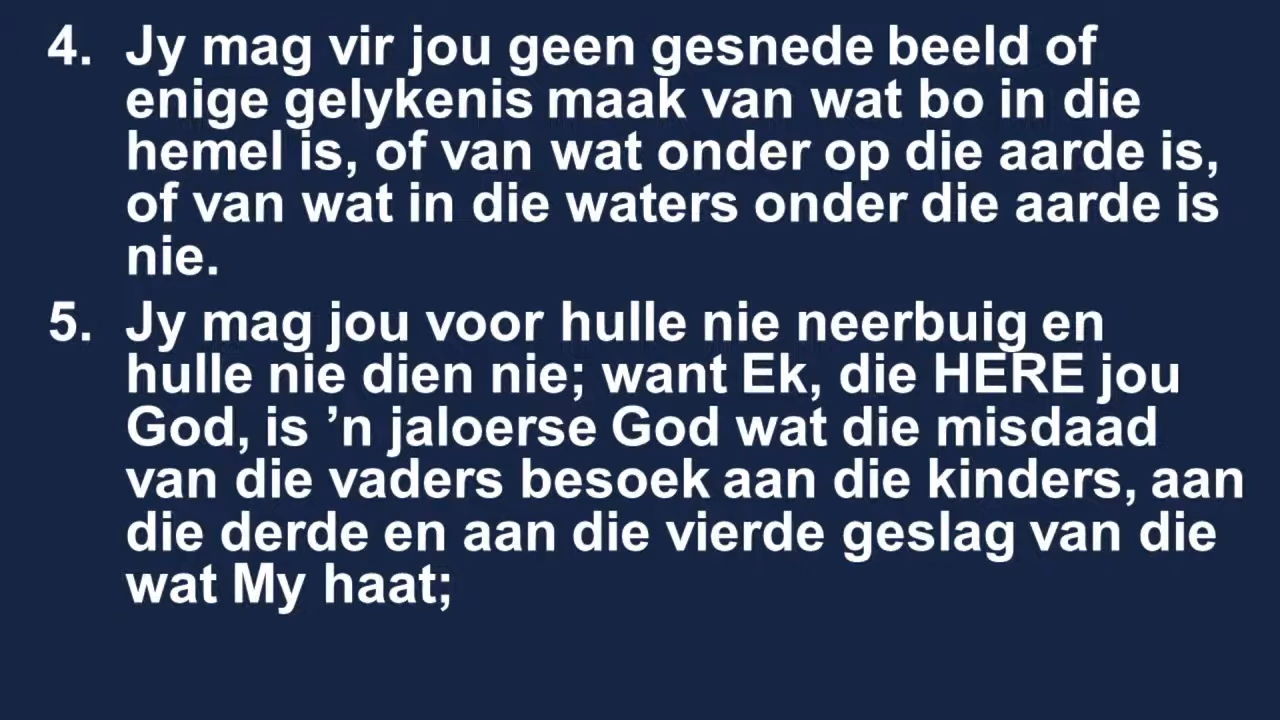 4. Jy mag vir jou geen gesnede beeld of
enige gelykenis maak van wat bo in die
hemel is, of van wat onder op die aarde is,
of van wat in die waters onder die aarde is
nie.
5. Jy mag jou voor hulle nie neerbuig en
hulle nie dien nie; want Ek, die HERE jou
God, is ’n jaloerse God wat die misdaad
van die vaders besoek aan die kinders, aan
die derde en aan die vierde geslag van die
wat My haat;